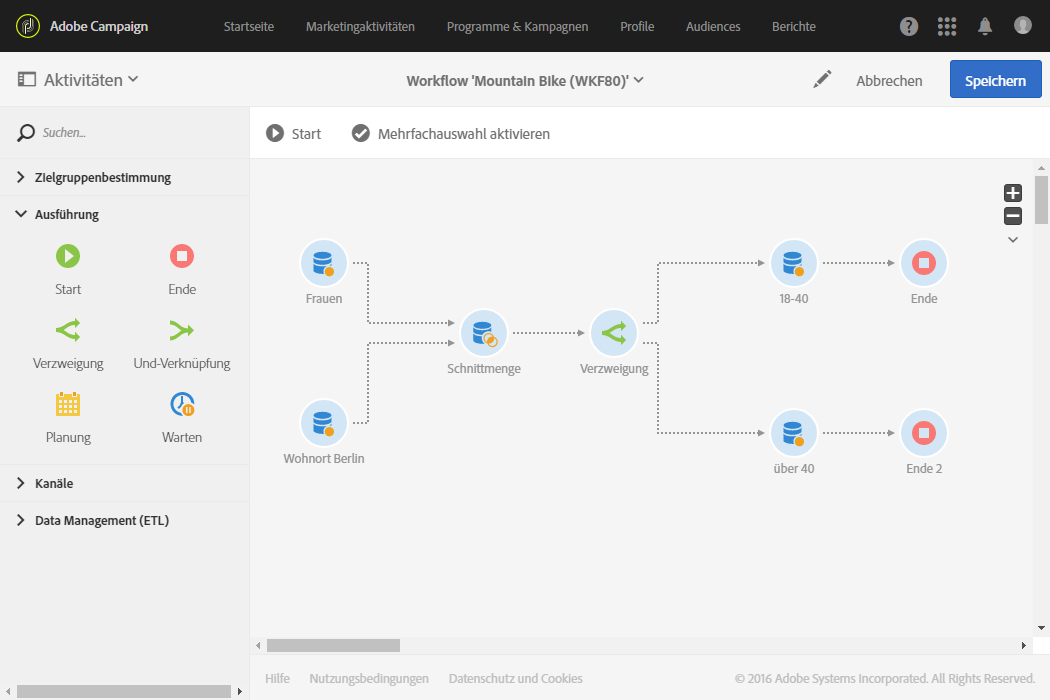 Adobe Campaign Startseite Marketingaktivitäten Programme & Kampagnen Profile Audiences Berichte
Aktivitäten Workflow 'Mountain Bike (WKF80)' Abbrechen Speichern
Suchen... Start Mehrfachauswahl aktivieren
Zielgruppenbestimmung
Ausführung
Start Ende
Verzweigung Und-Verknüpfung
Planung Warten
Kanäle
Data Management (ETL)
Frauen 18-40 Ende
Schnittmenge Verzweigung
Wohnort Berlin über 40 Ende 2
Hilfe Nutzungsbedingungen Datenschutz und Cookies © 2016 Adobe Systems Incorporated. All Rights Reserved.